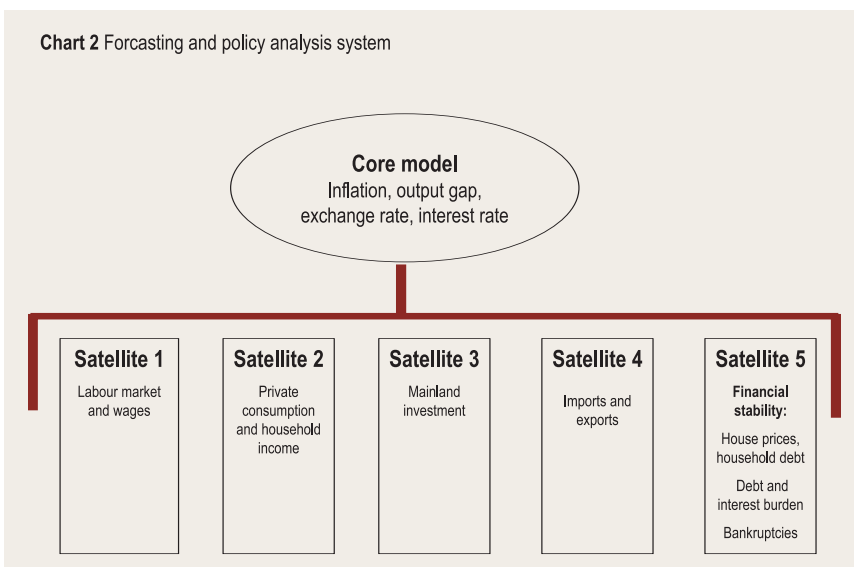 Chart 2 Forcasting and policy analysis system
Core model
Inflation, output gap,
exchange rate, interest rate
Satellite 1
Labour market
and wages
Satellite 2
Private
consumption
and household
income
Satellite 3
Mainland
investment
Satellite 4
Imports and
exports
Satellite 5
Financial
stability:
House prices,
household debt
Debt and
interest burden
Bankruptcies